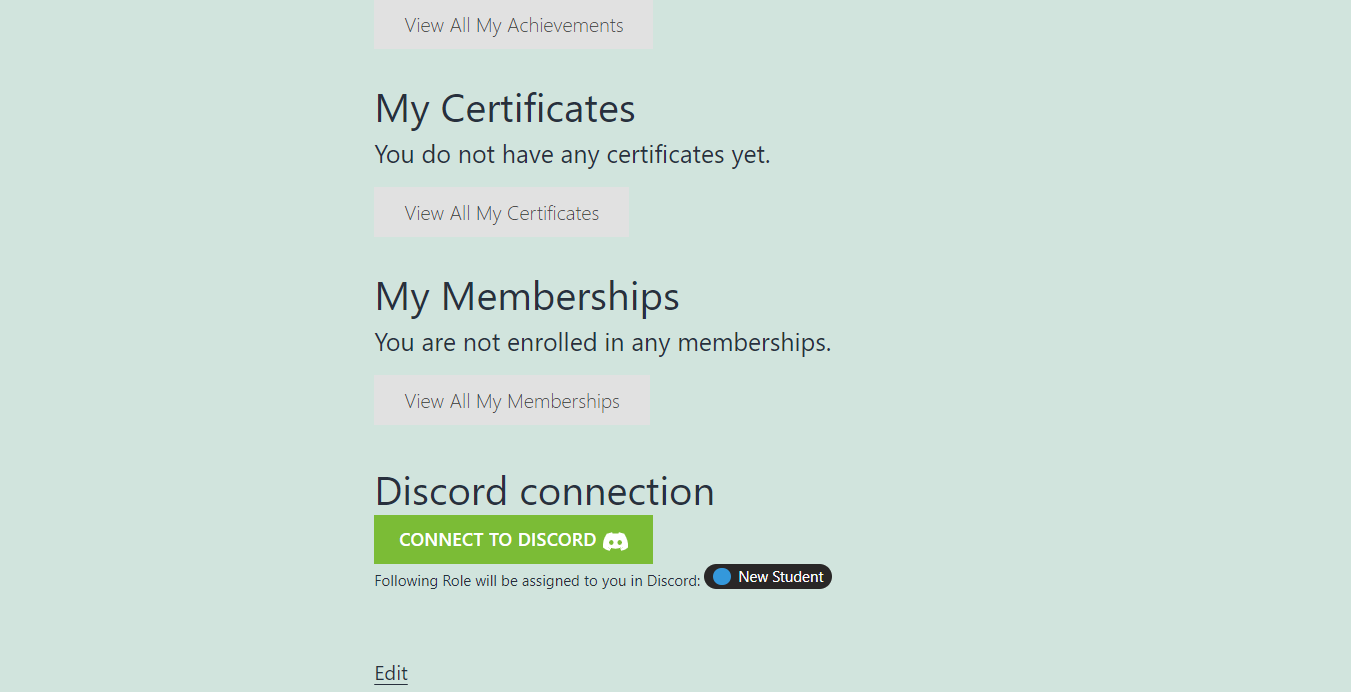 View All My Achievements
My Certificates
You do not have any certificates yet.
View All My Certificates
My Memberships
You are not enrolled in any memberships.
View All My Memberships
Discord connection
CONNECT TO DISCORD
Following Role will be assigned to you in Discord: New Student
Edit